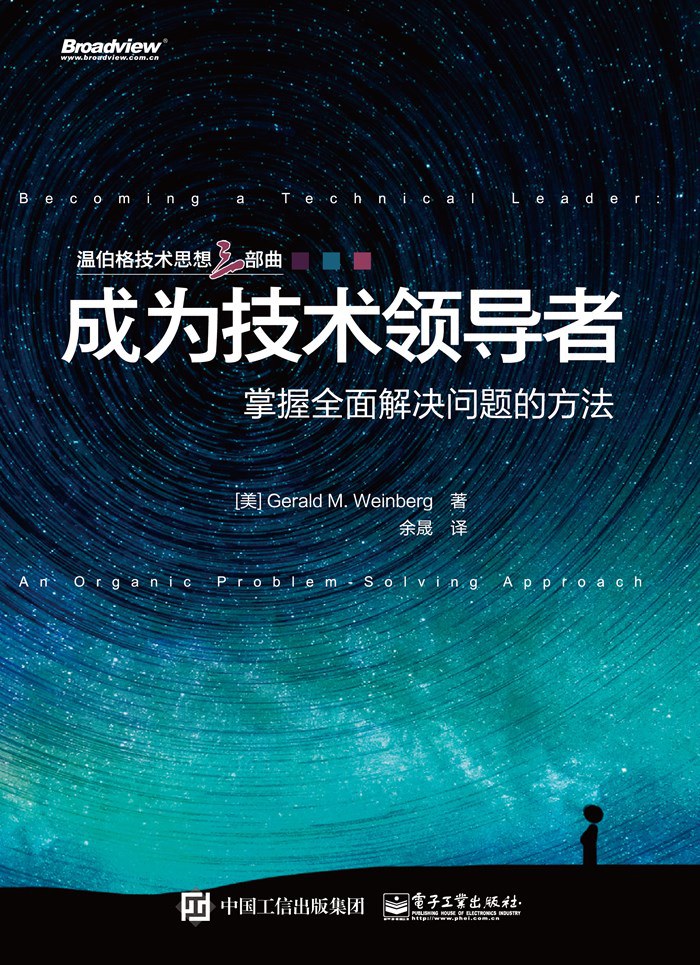 Broadview®
www.broadview.com.cn
Becoming a Technical Leader:
温伯格技术思想三部曲
成为技术领导者
掌握全面解决问题的方法
[美] Gerald M. Weinberg 著
余晟 译
An Organic Problem-Solving Approach
中国工信出版集团
電子工業出版社·
PUBLISHING HOUSE OF ELECTRONICS INDUSTRY
http://www.phei.com.cn